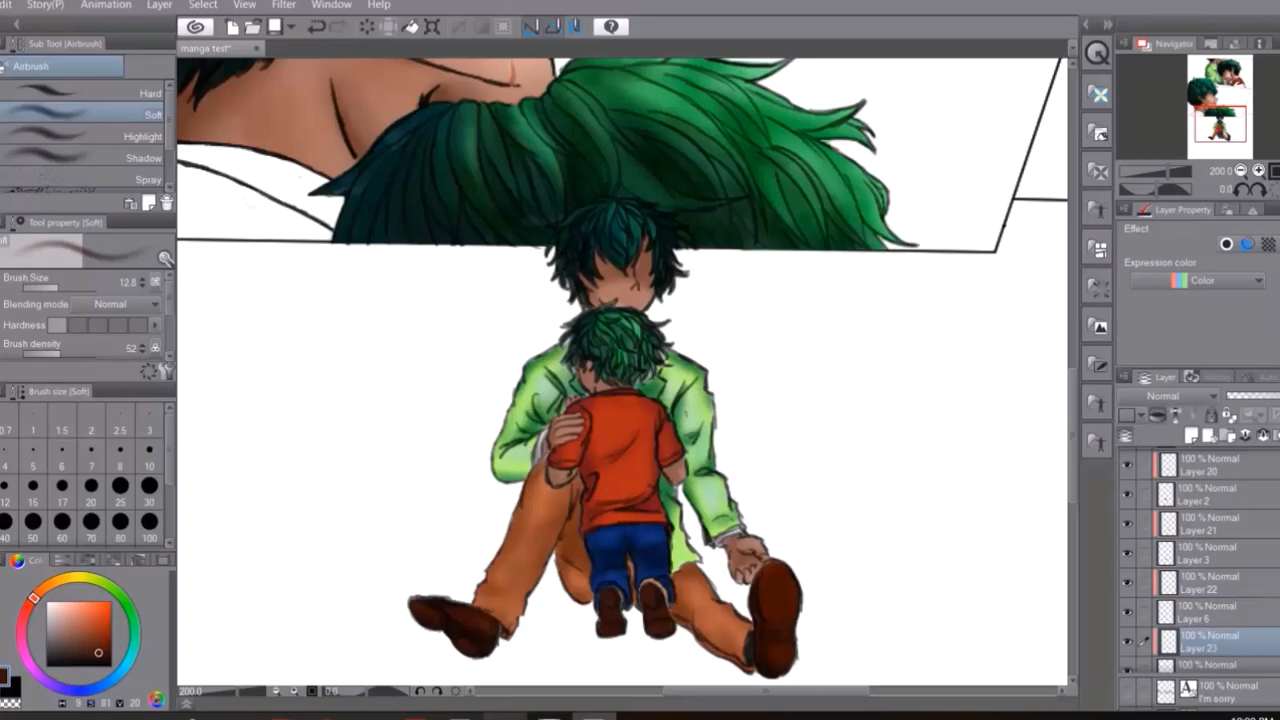 Story(P) Animation Layer Select View Filter Window Help
Sub Tool [Airbrush]
Airbrush
Hard
Soft
Highlight
Shadow
Spray
Tool property [Soft]
Brush Size 12.8
Blending mode Normal
Hardness
Brush density 52
Brush size [Soft]
0.7 1 1.5 2 2.5 3
4 5 6 7 8 10
12 15 17 20 25 30
40 50 60 70 80 100
H 9 S 81 V 20
manga test*
200.0 0.0
Navigator
200.0
0.0
Layer Property
Effect
Expression color
Color
Layer
Normal
100 % Normal
Layer 20
100 % Normal
Layer 2
100 % Normal
Layer 21
100 % Normal
Layer 3
100 % Normal
Layer 22
100 % Normal
Layer 6
100 % Normal
Layer 23
100 % Normal
100 % Normal
I'm sorry.